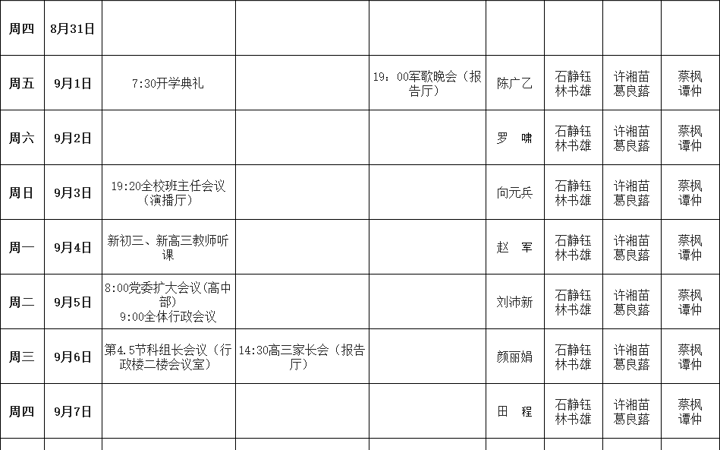 周四 8月31日
周五 9月1日 7:30开学典礼 19：00军歌晚会（报告厅） 陈广乙 石静钰 林书雄 许湘苗 葛良蕗 蔡枫 谭仲
周六 9月2日 罗 啸 石静钰 林书雄 许湘苗 葛良蕗 蔡枫 谭仲
周日 9月3日 19:20全校班主任会议（演播厅） 向元兵 石静钰 林书雄 许湘苗 葛良蕗 蔡枫 谭仲
周一 9月4日 新初三、新高三教师听课 赵 军 石静钰 林书雄 许湘苗 葛良蕗 蔡枫 谭仲
周二 9月5日 8:00党委扩大会议(高中部) 9:00全体行政会议 刘沛新 石静钰 林书雄 许湘苗 葛良蕗 蔡枫 谭仲
周三 9月6日 第4.5节科组长会议（行政楼二楼会议室） 14:30高三家长会（报告厅） 颜丽娟 石静钰 林书雄 许湘苗 葛良蕗 蔡枫 谭仲
周四 9月7日 田 程 石静钰 林书雄 许湘苗 葛良蕗 蔡枫 谭仲